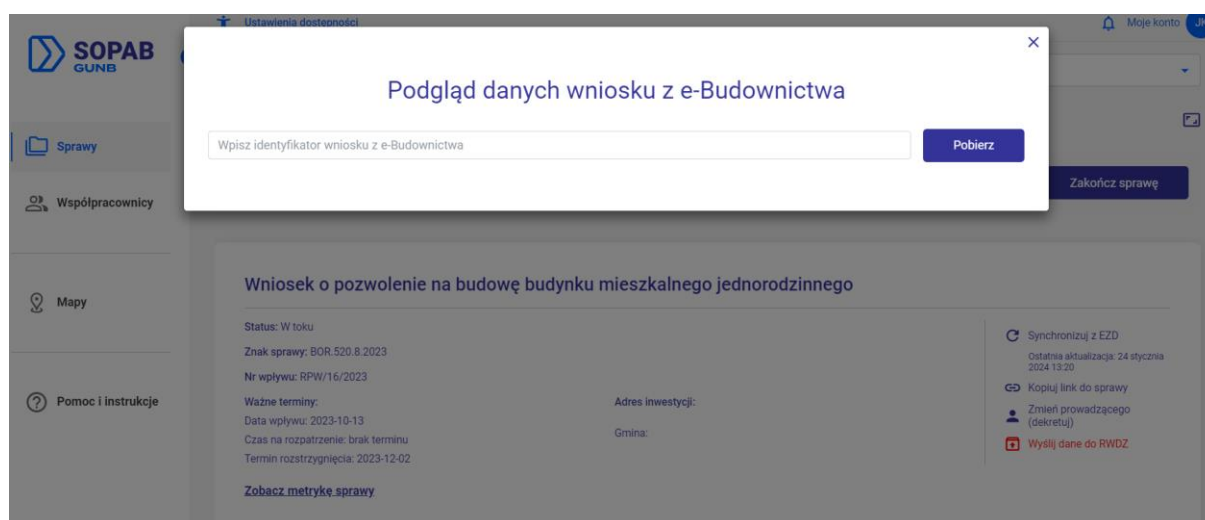 Ustawienia dostępności
Moje konto
JK
SOPAB
GUNB
Podgląd danych wniosku z e-Budownictwa
Wpisz identyfikator wniosku z e-Budownictwa
Pobierz
Sprawy
Współpracownicy
Mapy
Pomoc i instrukcje
Zakończ sprawę
Wniosek o pozwolenie na budowę budynku mieszkalnego jednorodzinnego
Status: W toku
Znak sprawy: BOR.520.8.2023
Nr wpływu: RPW/16/2023
Ważne terminy:
Data wpływu: 2023-10-13
Czas na rozpatrzenie: brak terminu
Termin rozstrzygnięcia: 2023-12-02
Zobacz metrykę sprawy
Adres inwestycji:
Gmina:
Synchronizuj z EZD
Ostatnia aktualizacja: 24 stycznia
2024 13:20
Kopiuj link do sprawy
Zmień prowadzącego
(dekretuj)
Wyślij dane do RWDZ